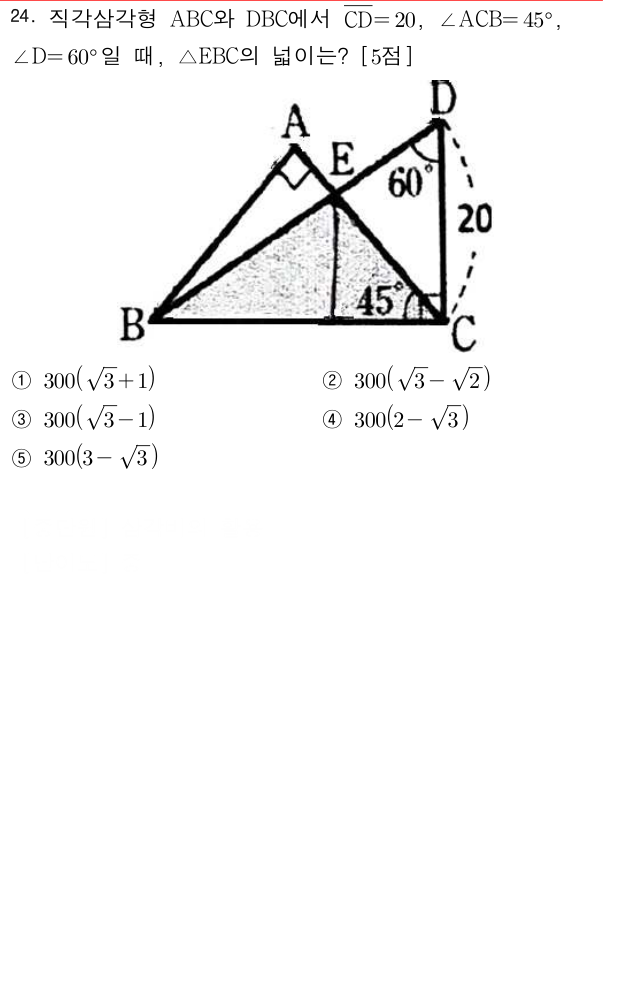 24. 직각삼각형 ABC와 DBC에서 \overline{CD}=20, ∠ACB=45°,
∠D=60°일 때, △EBC의 넓이는? [5점]
D
A
E
60°
20
45°
B
C
① 300(√3+1)
② 300(√3-√2)
③ 300(√3-1)
④ 300(2-√3)
⑤ 300(3-√3)